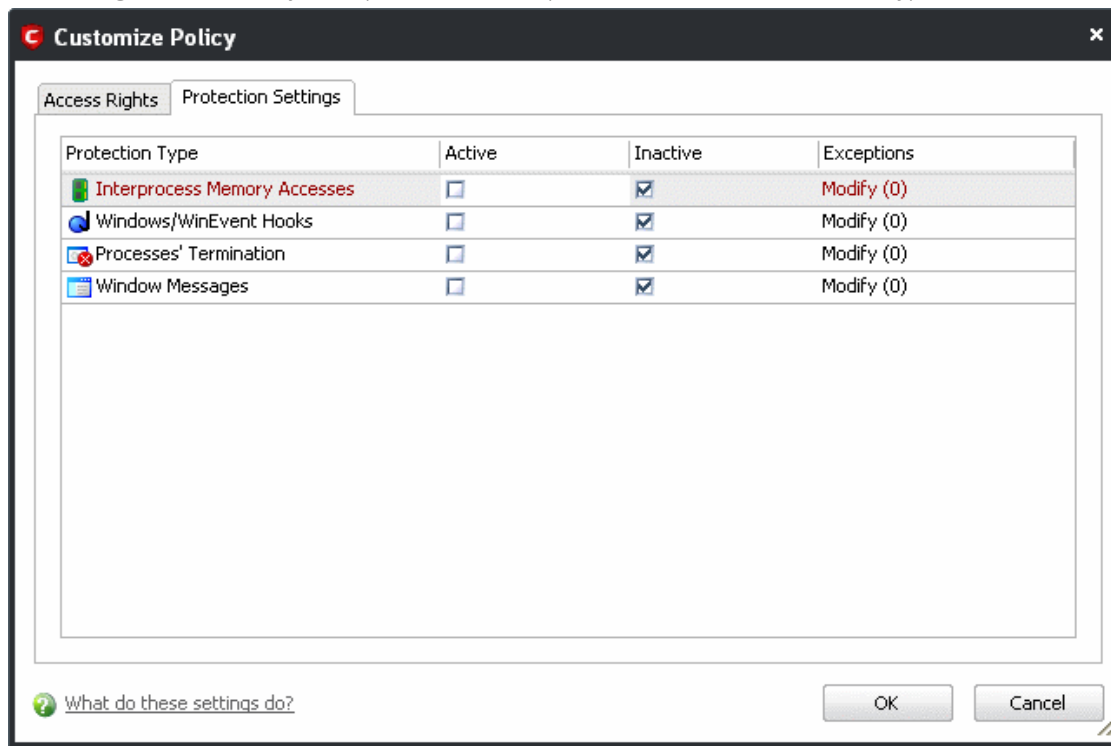 Customize Policy
Access Rights Protection Settings
Protection Type Active Inactive Exceptions
Interprocess Memory Accesses Modify (0)
Windows/WinEvent Hooks Modify (0)
Processes' Termination Modify (0)
Window Messages Modify (0)
What do these settings do? OK Cancel